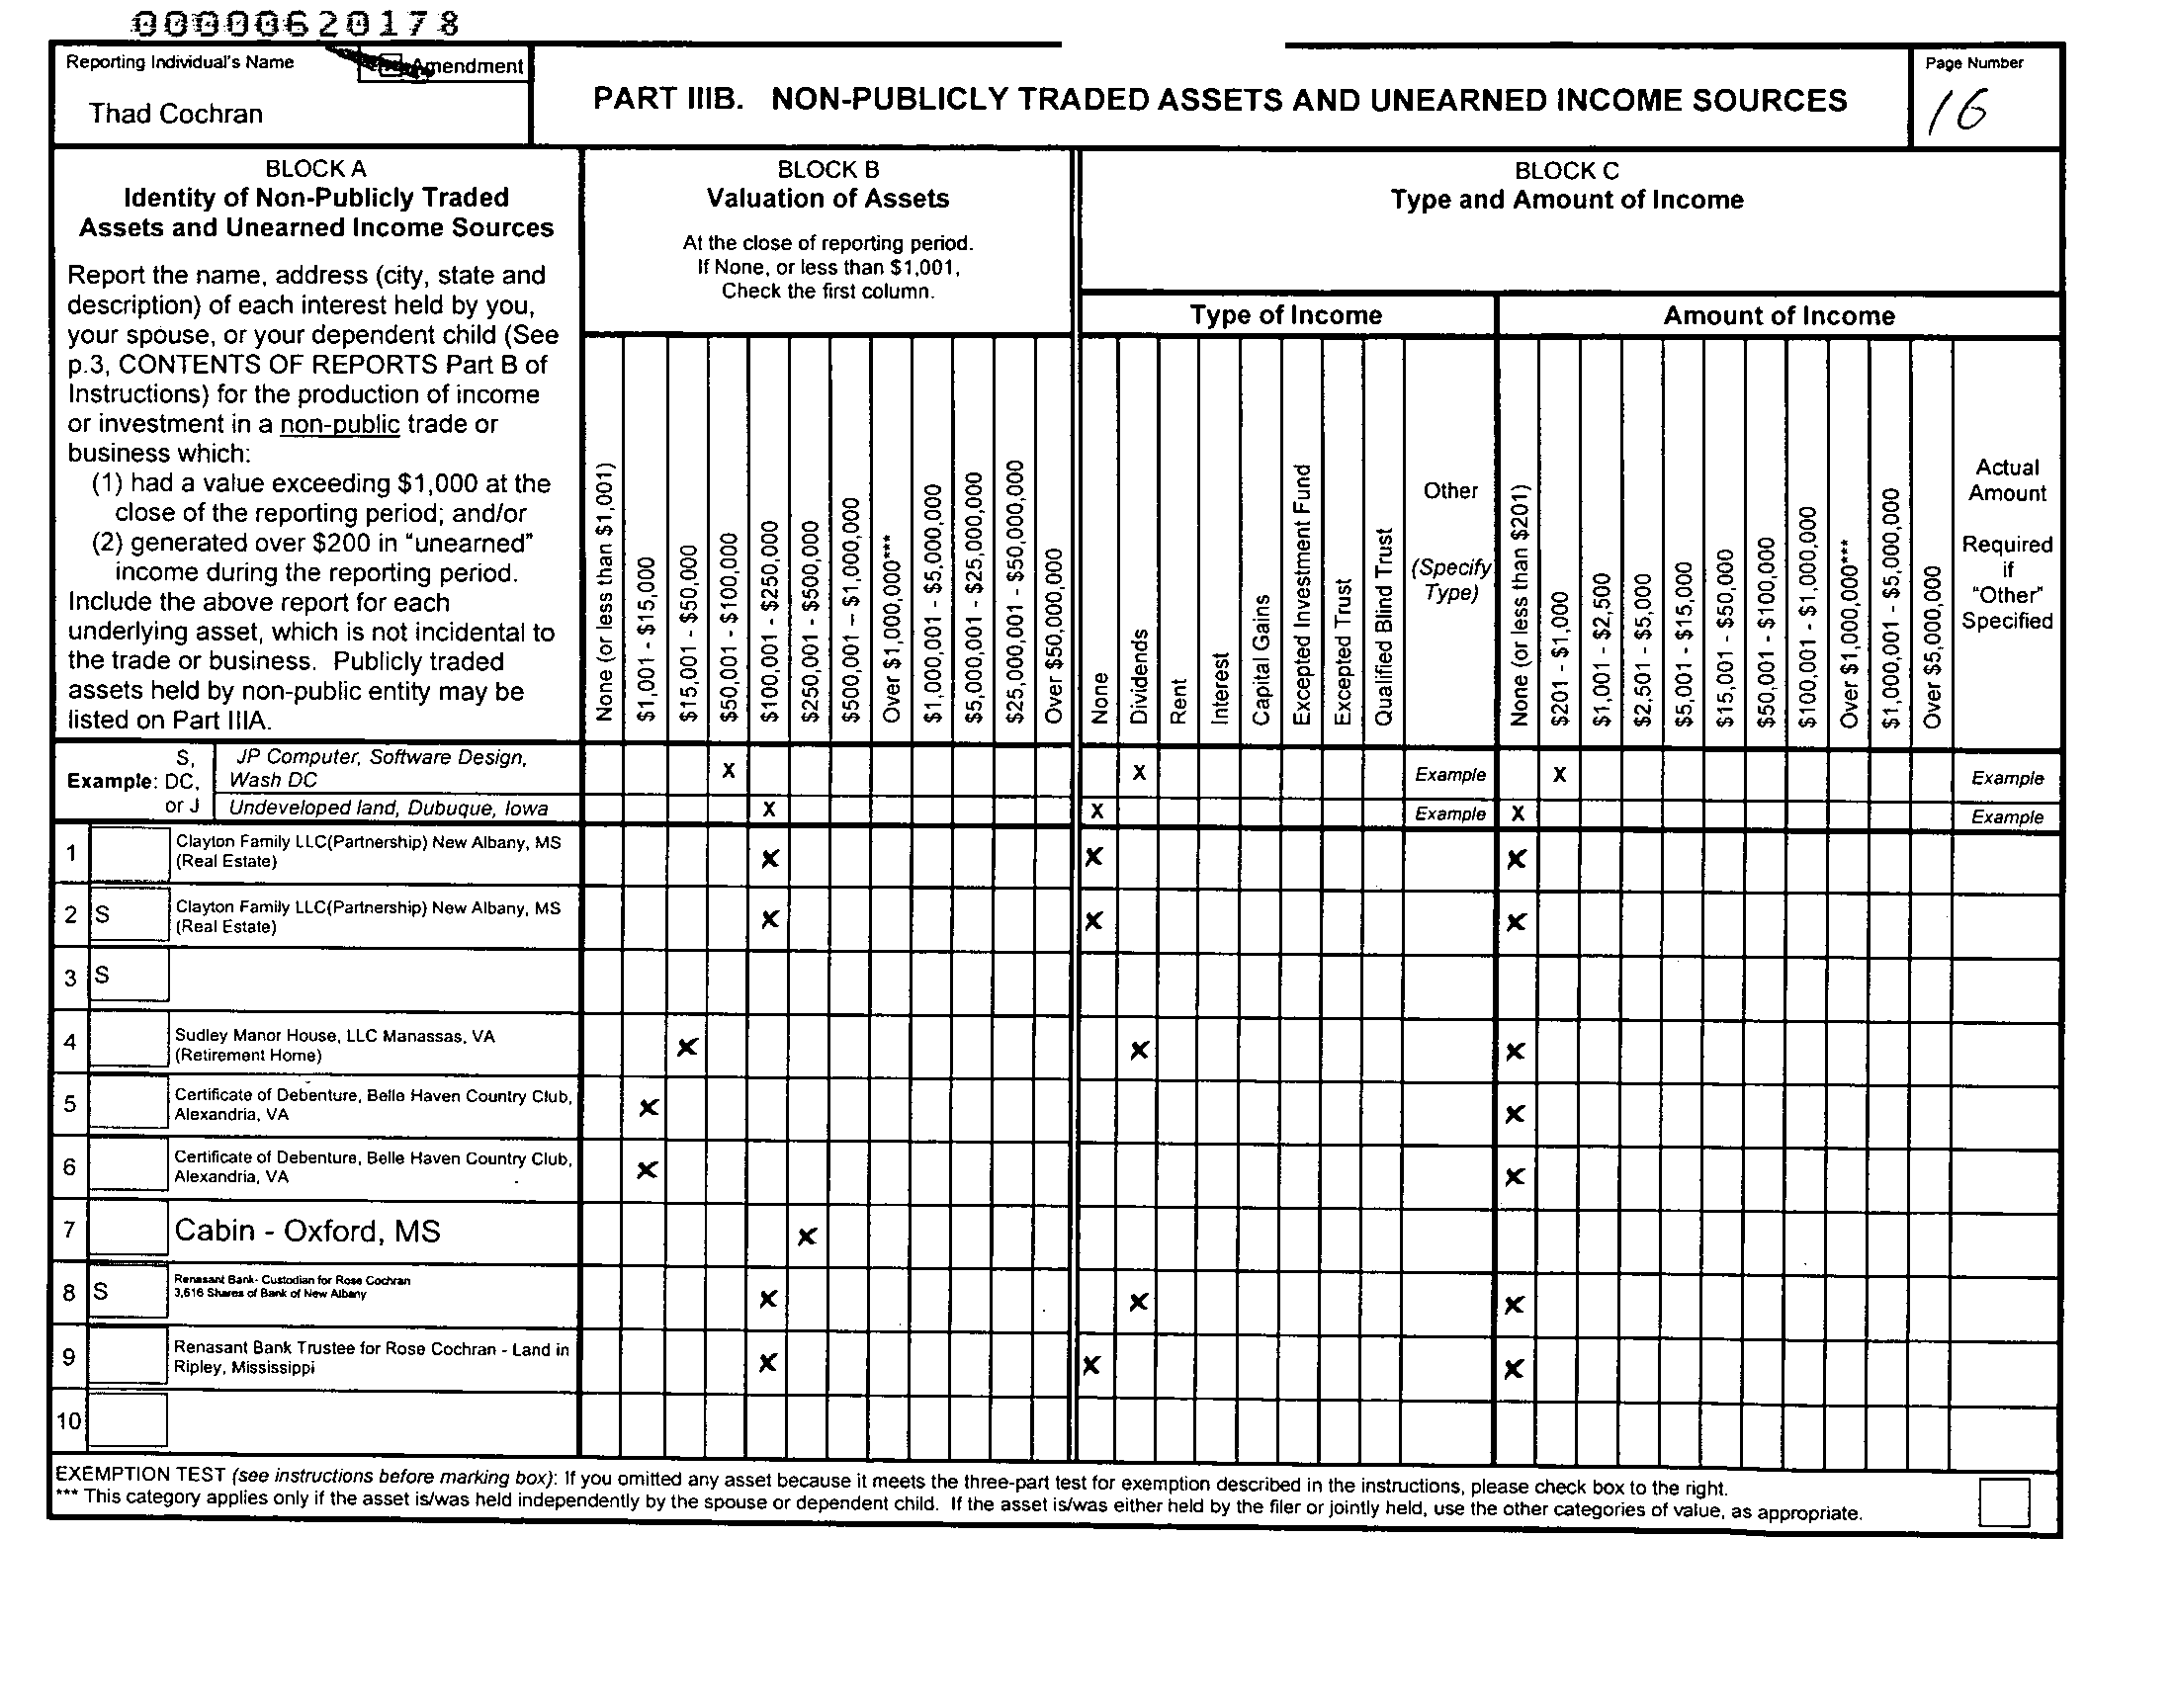 00000620178
Reporting Individual's Name
Amendment
Thad Cochran
PART IIIB. NON-PUBLICLY TRADED ASSETS AND UNEARNED INCOME SOURCES
Page Number
16
BLOCK A
Identity of Non-Publicly Traded
Assets and Unearned Income Sources
Report the name, address (city, state and
description) of each interest held by you,
your spouse, or your dependent child (See
p.3, CONTENTS OF REPORTS Part B of
Instructions) for the production of income
or investment in a non-public trade or
business which:
(1) had a value exceeding $1,000 at the
close of the reporting period; and/or
(2) generated over $200 in "unearned"
income during the reporting period.
Include the above report for each
underlying asset, which is not incidental to
the trade or business. Publicly traded
assets held by non-public entity may be
listed on Part IIIA.
BLOCK B
Valuation of Assets
At the close of reporting period.
If None, or less than $1,001,
Check the first column.
None (or less than $1,001)
$1,001 - $15,000
$15,001 - $50,000
$50,001 - $100,000
$100,001 - $250,000
$250,001 - $500,000
$500,001 – $1,000,000
Over $1,000,000***
$1,000,001 - $5,000,000
$5,000,001 - $25,000,000
$25,000,001 - $50,000,000
Over $50,000,000
BLOCK C
Type and Amount of Income
Type of Income
None
Dividends
Rent
Interest
Capital Gains
Excepted Investment Fund
Excepted Trust
Qualified Blind Trust
Other
(Specify
Type)
Amount of Income
None (or less than $201)
$201 - $1,000
$1,001 - $2,500
$2,501 - $5,000
$5,001 - $15,000
$15,001 - $50,000
$50,001 - $100,000
$100,001 - $1,000,000
Over $1,000,000***
$1,000,001 - $5,000,000
Over $5,000,000
Actual
Amount
Required
if
"Other"
Specified
Example:
S,
DC,
or J
JP Computer, Software Design,
Wash DC
X X Example X Example
Undeveloped land, Dubuque, Iowa X X Example X Example
1 Clayton Family LLC(Partnership) New Albany, MS
(Real Estate)
X X X
2 S Clayton Family LLC(Partnership) New Albany, MS
(Real Estate)
X X X
3 S
4 Sudley Manor House, LLC Manassas, VA
(Retirement Home)
X X X
5 Certificate of Debenture, Belle Haven Country Club,
Alexandria, VA
X X
6 Certificate of Debenture, Belle Haven Country Club,
Alexandria, VA
X X
7 Cabin - Oxford, MS X
8 S Renasant Bank- Custodian for Rose Cochran
3,616 Shares of Bank of New Albany
X X X
9 Renasant Bank Trustee for Rose Cochran - Land in
Ripley, Mississippi
X X X
10
EXEMPTION TEST (see instructions before marking box): If you omitted any asset because it meets the three-part test for exemption described in the instructions, please check box to the right.
*** This category applies only if the asset is/was held independently by the spouse or dependent child. If the asset is/was either held by the filer or jointly held, use the other categories of value, as appropriate.